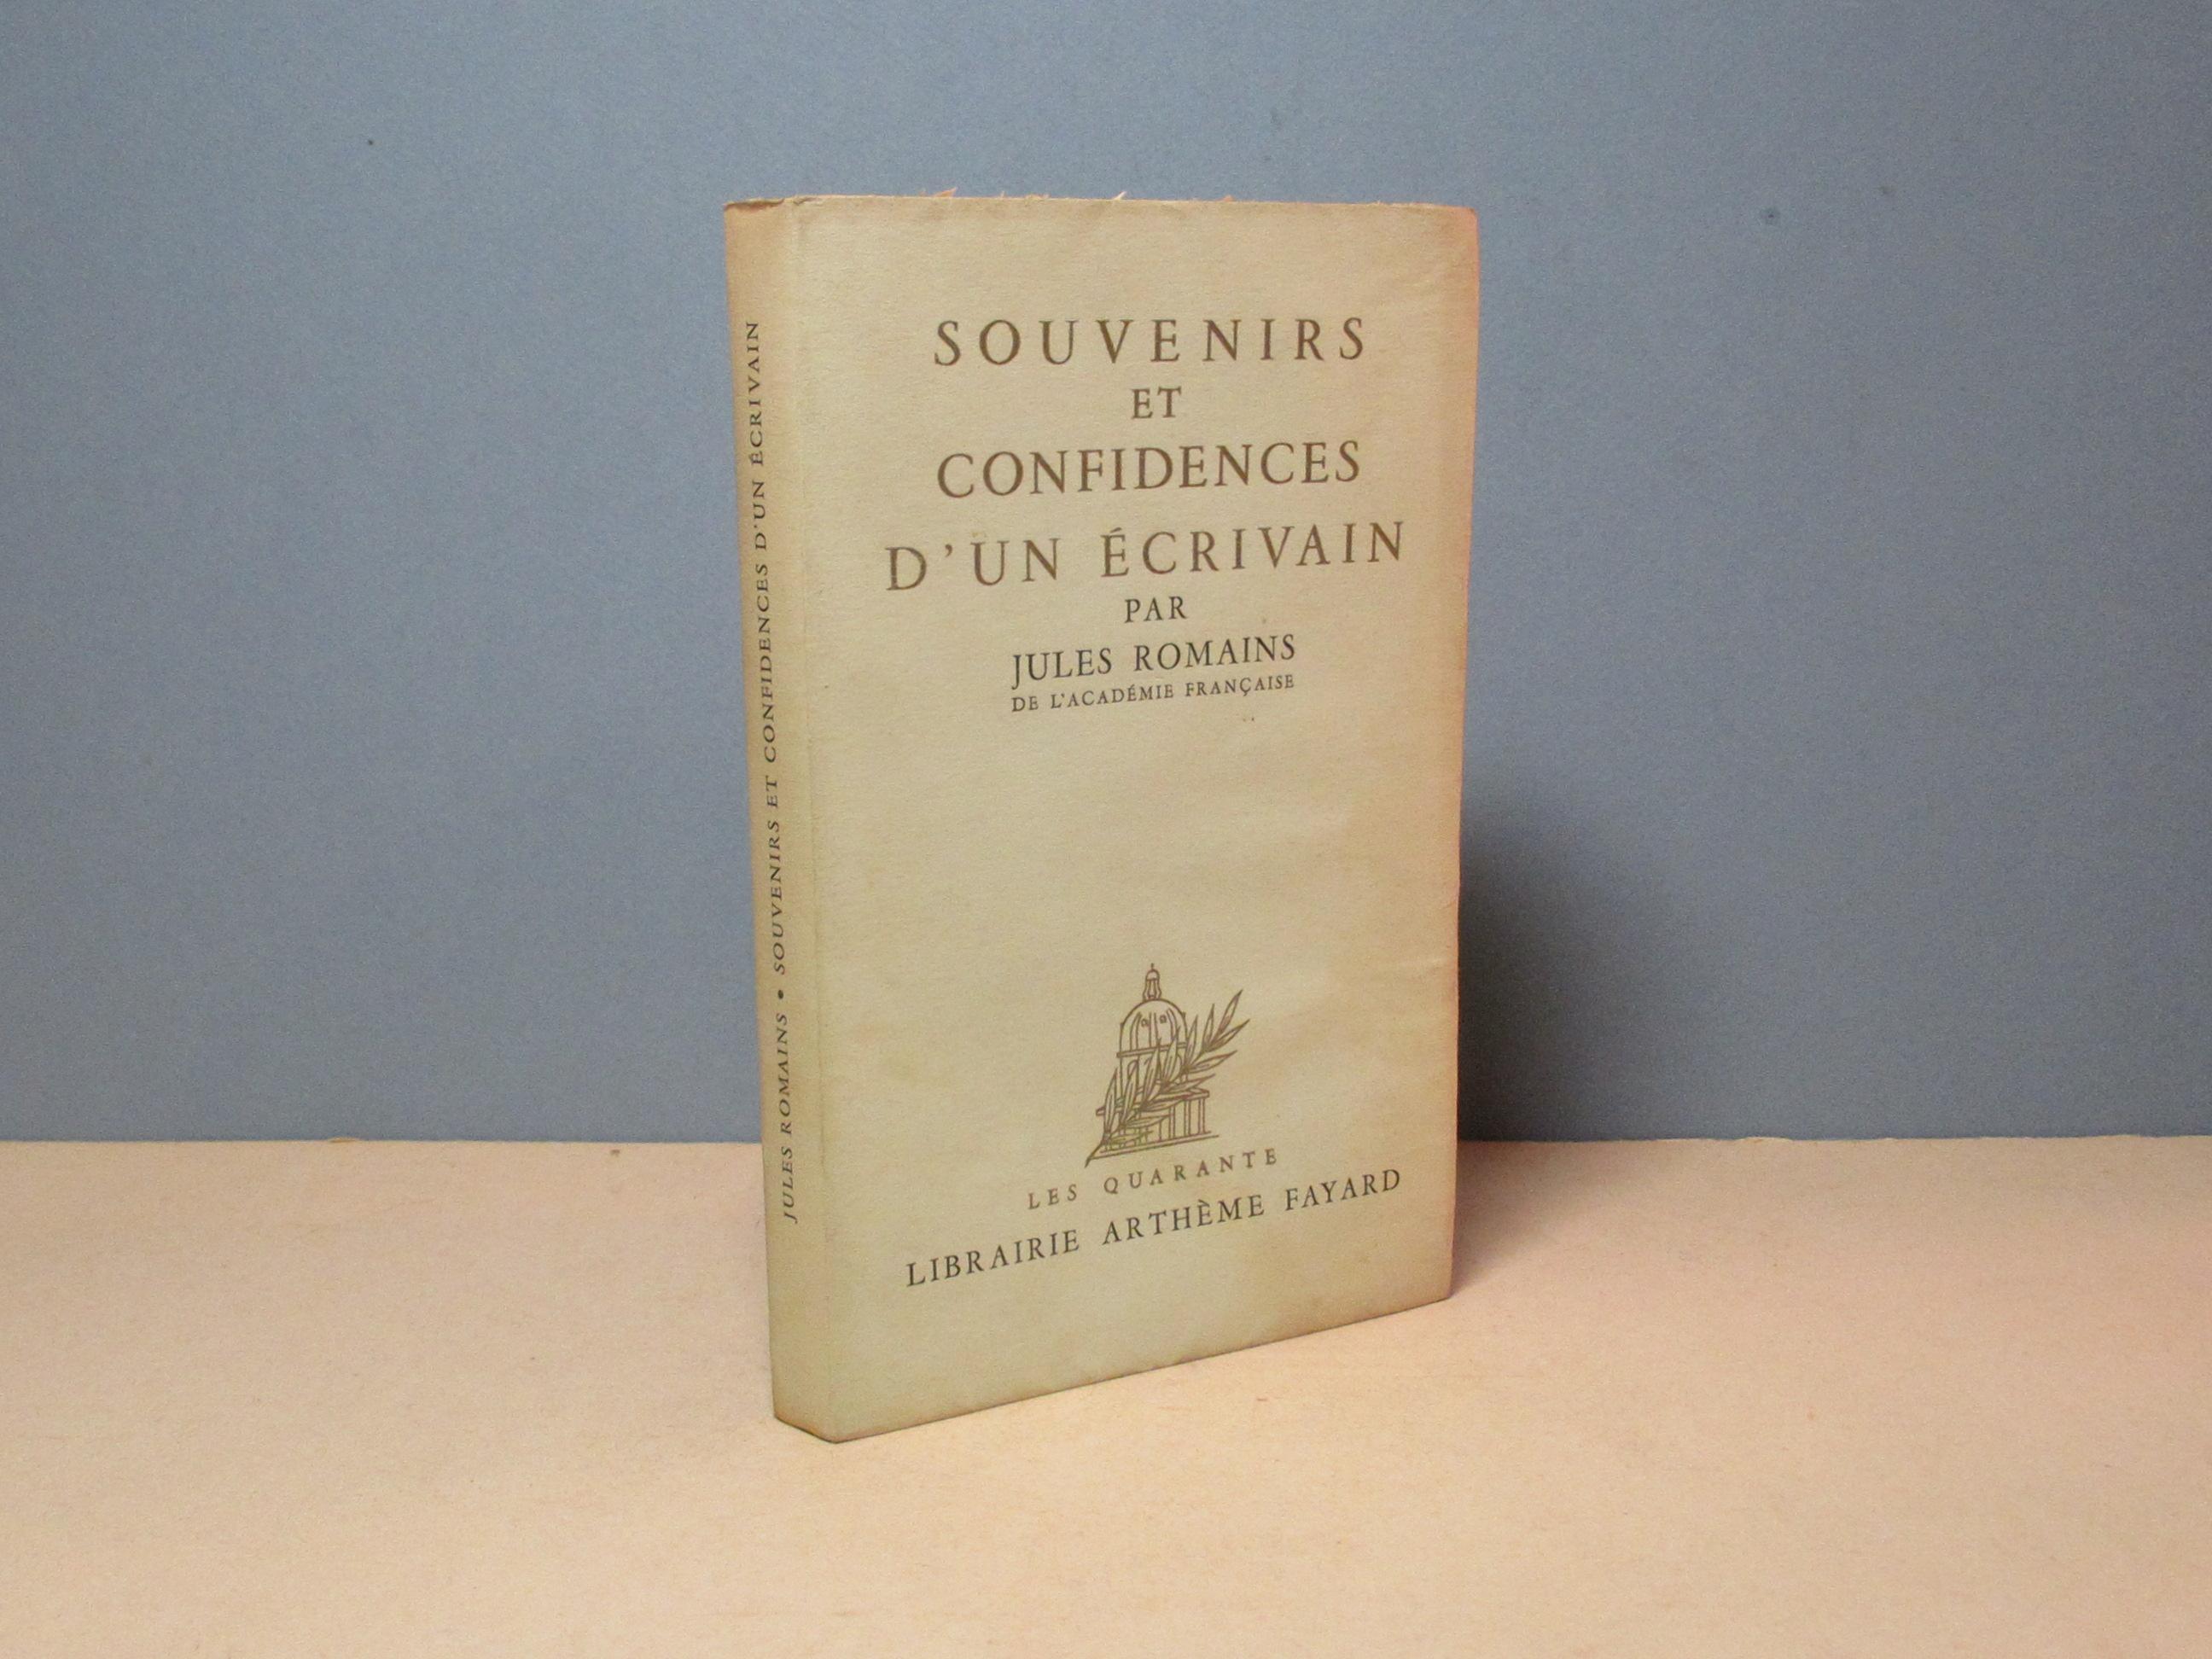 JULES ROMAINS • SOUVENIRS ET CONFIDENCES D'UN ÉCRIVAIN
SOUVENIRS
ET
CONFIDENCES
D'UN ÉCRIVAIN
PAR
JULES ROMAINS
DE L'ACADÉMIE FRANÇAISE
LES QUARANTE
LIBRAIRIE ARTHÈME FAYARD